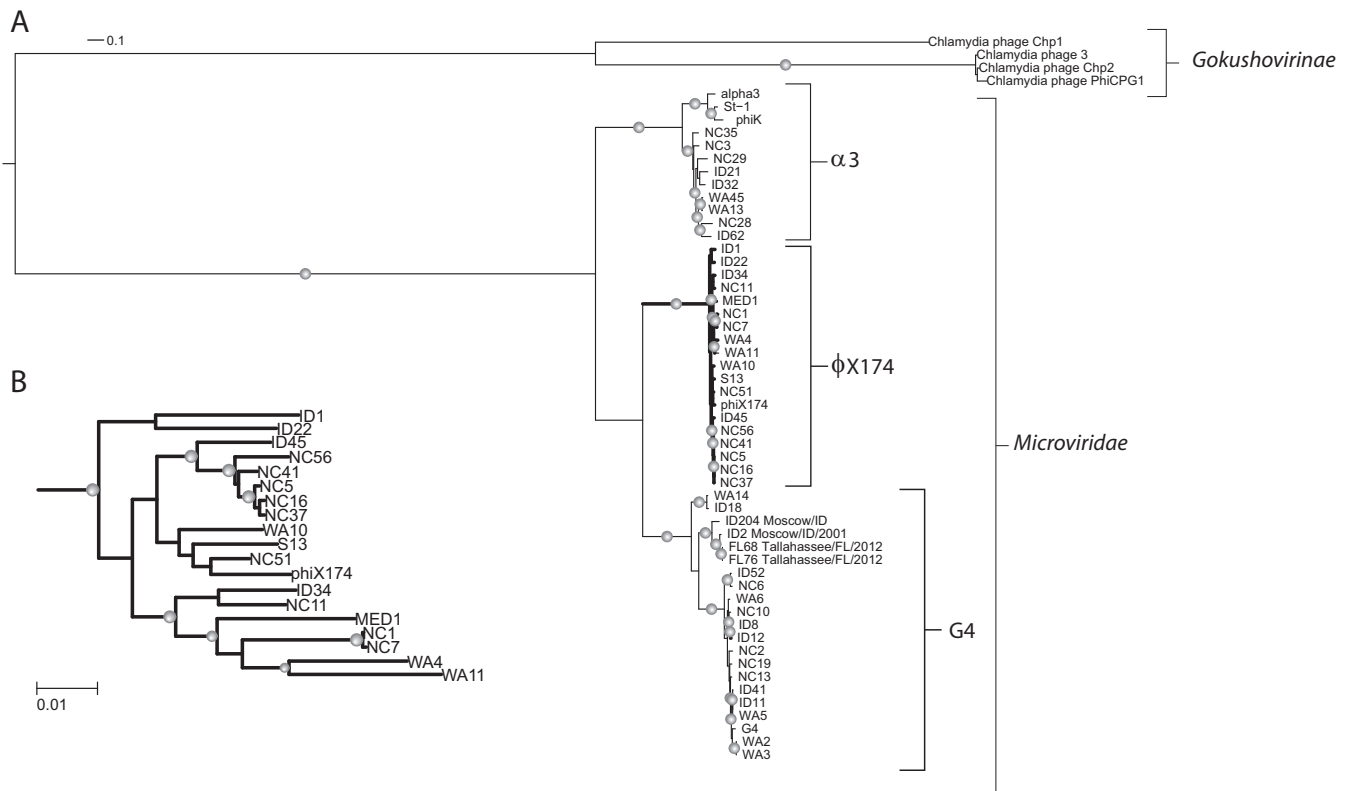 A
0.1
Chlamydia phage Chp1
Chlamydia phage 3
Chlamydia phage Chp2
Chlamydia phage PhiCPG1
Gokushovirinae
alpha3
St−1
phiK
NC35
NC3
NC29
ID21
ID32
WA45
WA13
NC28
ID62
α3
ID1
ID22
ID34
NC11
MED1
NC1
NC7
WA4
WA11
WA10
S13
NC51
phiX174
ID45
NC56
NC41
NC5
NC16
NC37
ϕX174
WA14
ID18
ID204 Moscow/ID
ID2 Moscow/ID/2001
FL68 Tallahassee/FL/2012
FL76 Tallahassee/FL/2012
ID52
NC6
WA6
NC10
ID8
ID12
NC2
NC19
NC13
ID41
ID11
WA5
G4
WA2
WA3
G4
Microviridae
B
ID1
ID22
ID45
NC56
NC41
NC5
NC16
NC37
WA10
S13
NC51
phiX174
ID34
NC11
MED1
NC1
NC7
WA4
WA11
0.01